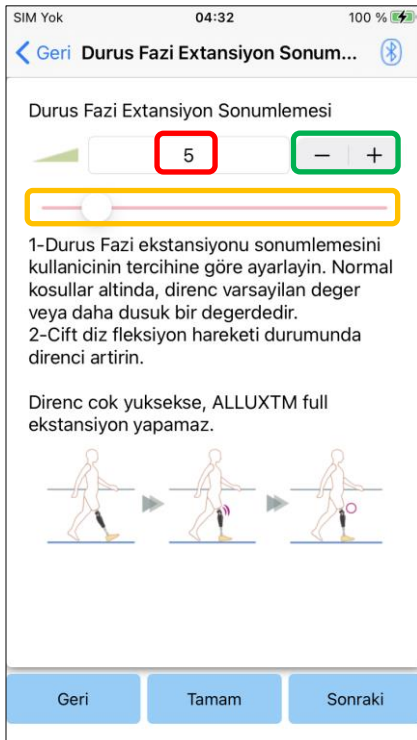 SIM Yok 04:32 100 %
Geri Durus Fazi Extansiyon Sonum...
Durus Fazi Extansiyon Sonumlemesi
5 − +
1-Durus Fazi ekstansiyonu sonumlemesini
kullanicinin tercihine göre ayarlayin. Normal
kosullar altinda, direnc varsayilan deger
veya daha dusuk bir degerdedir.
2-Cift diz fleksiyon hareketi durumunda
direnci artirin.
Direnc cok yuksekse, ALLUXTM full
ekstansiyon yapamaz.
Geri Tamam Sonraki